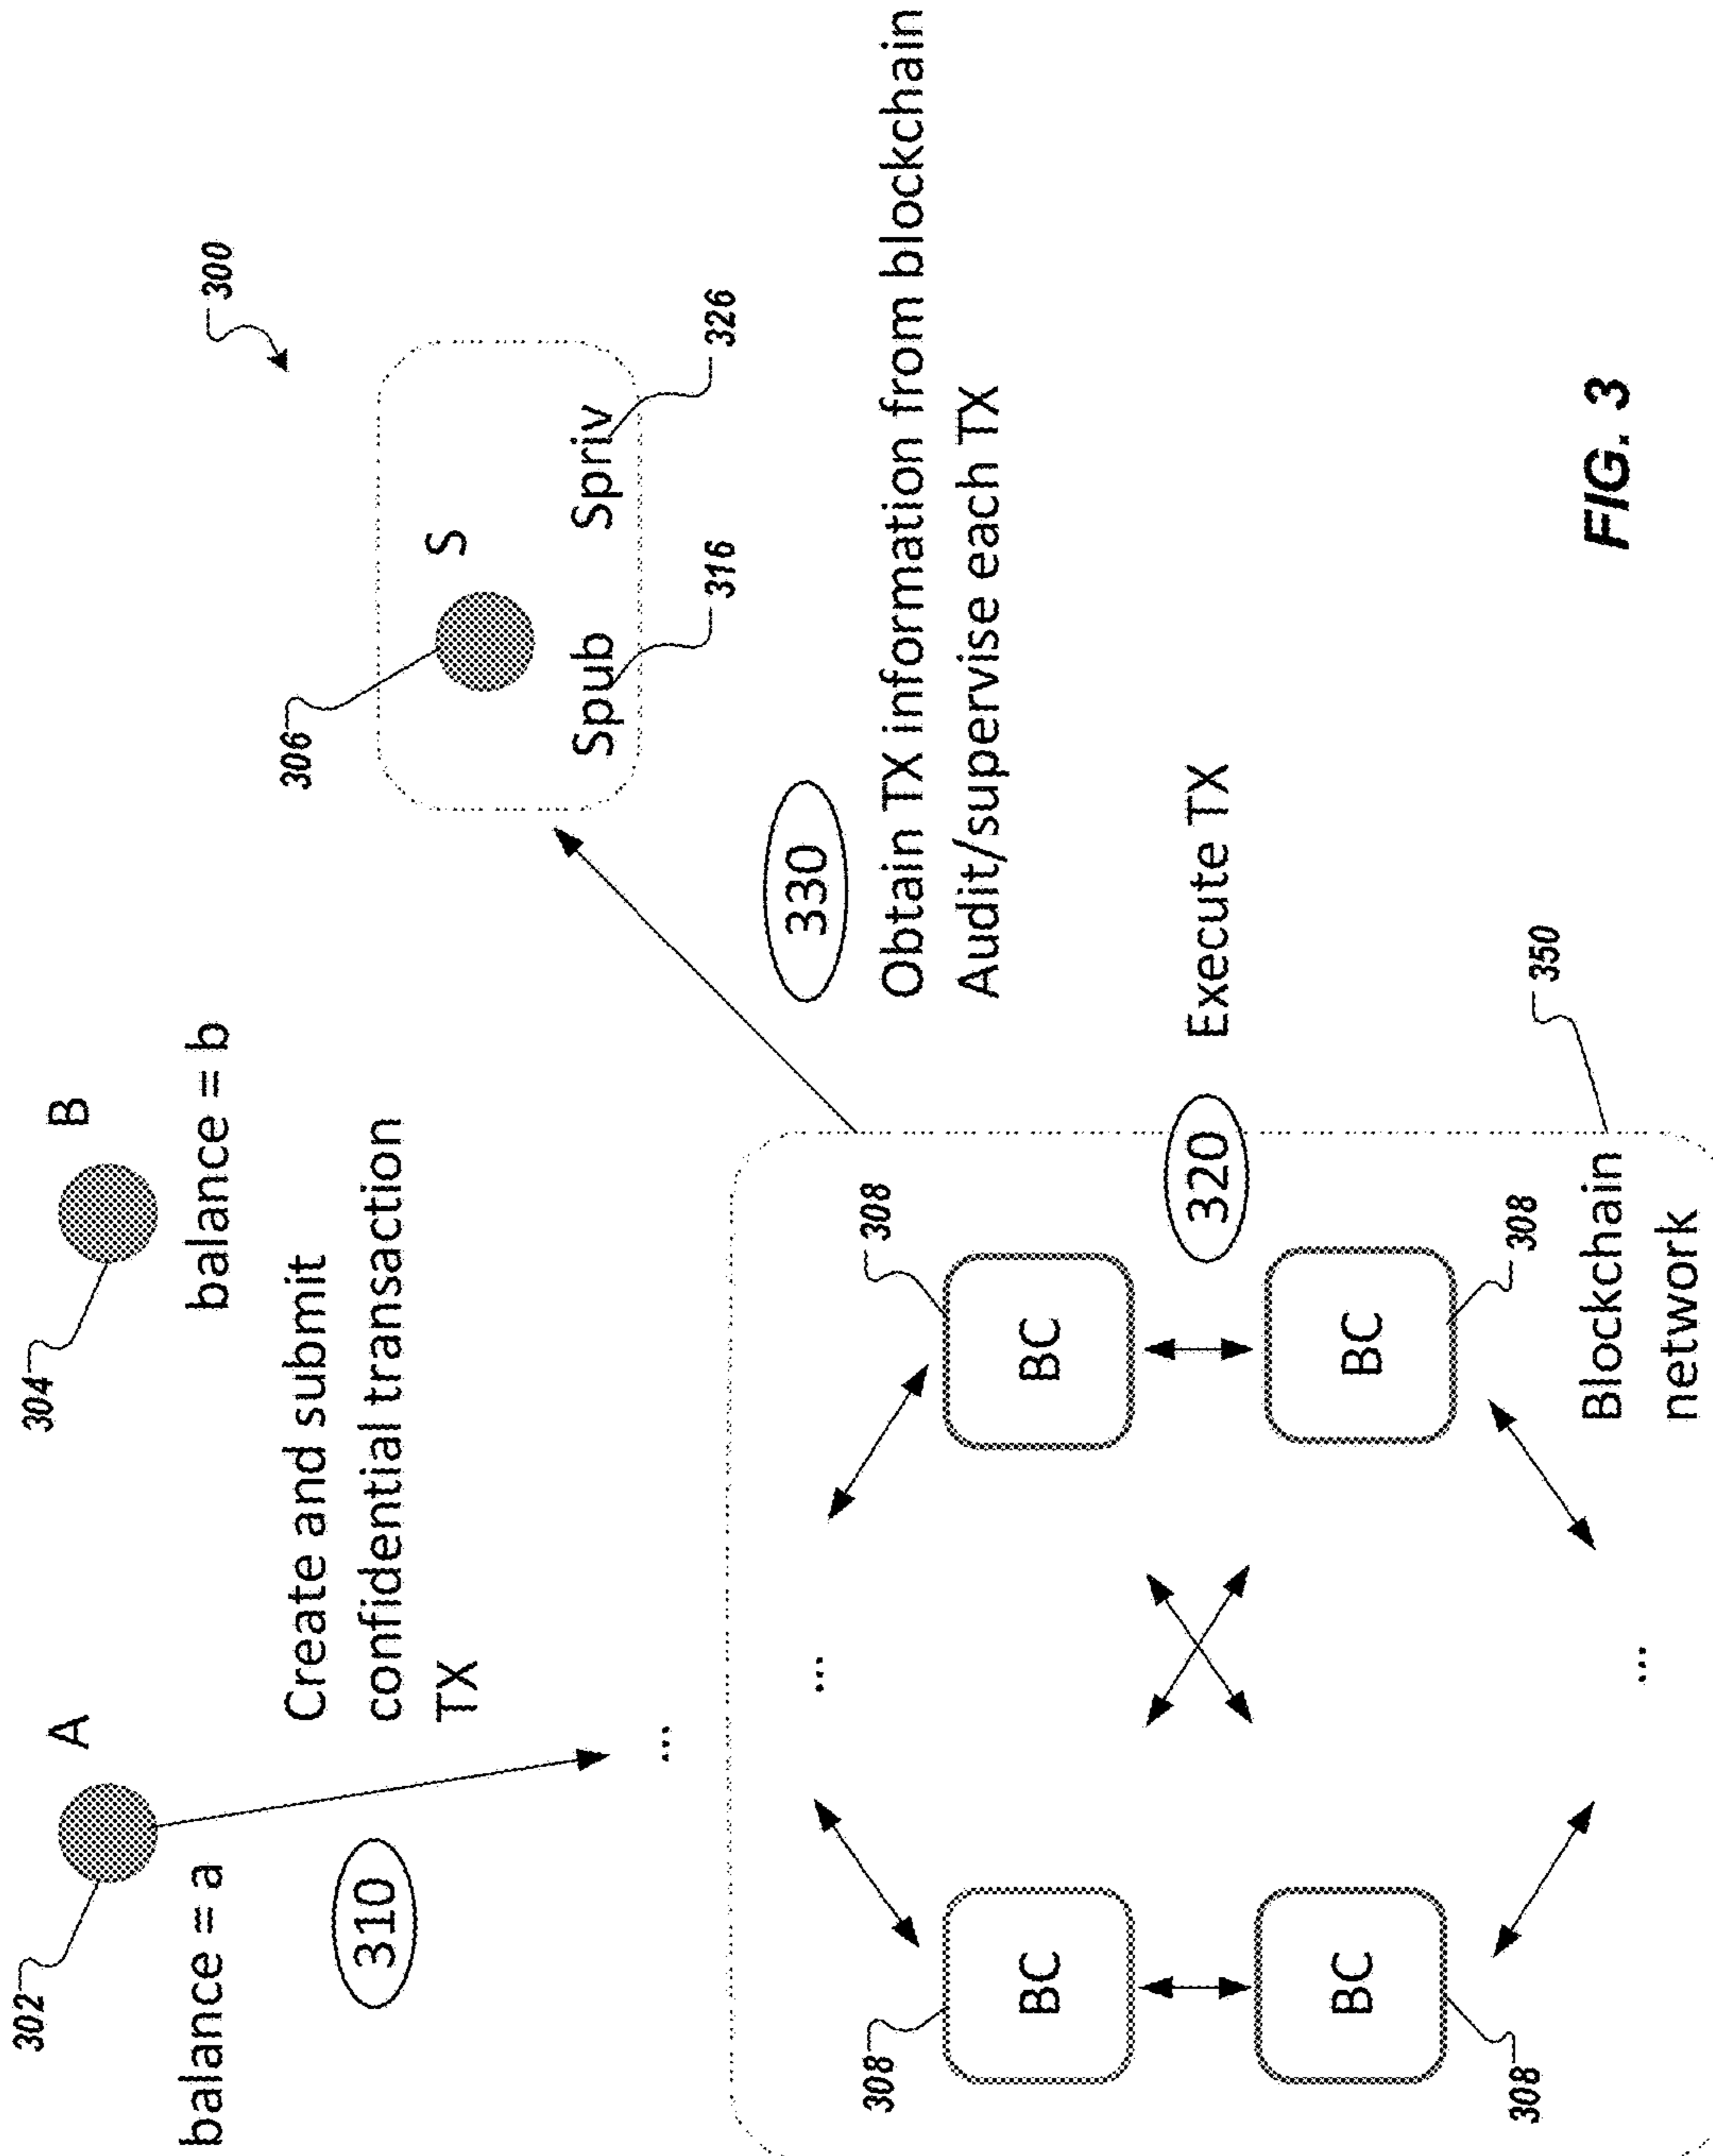 300
302
A
balance = a
304
B
balance = b
306
S
Spub
Spriv
316
326
310
Create and submit
confidential transaction
TX
...
330
Obtain TX information from blockchain
Audit/supervise each TX
320
Execute TX
...
308
BC
308
BC
308
BC
308
BC
...
Blockchain
network
350
FIG. 3